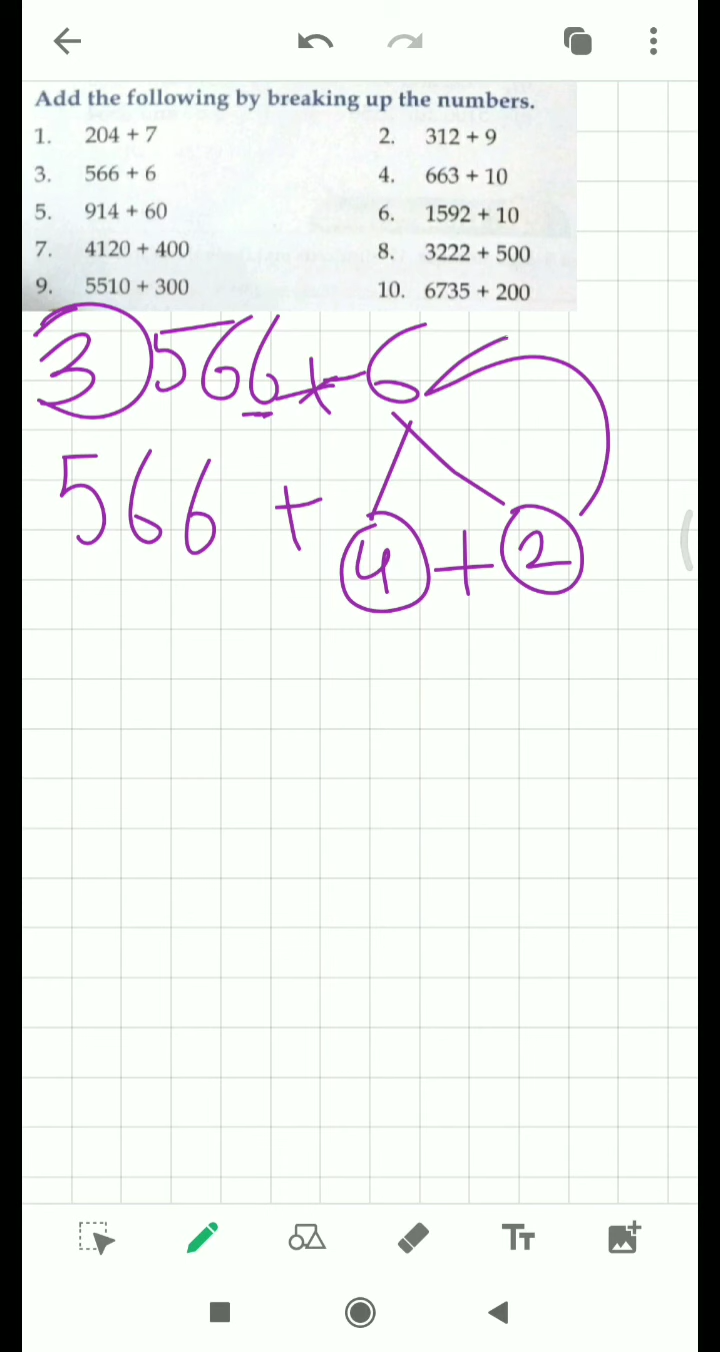 Add the following by breaking up the numbers.
1. 204 + 7 2. 312 + 9
3. 566 + 6 4. 663 + 10
5. 914 + 60 6. 1592 + 10
7. 4120 + 400 8. 3222 + 500
9. 5510 + 300 10. 6735 + 200
3 566 + 6
566 + 4 + 2
Tт